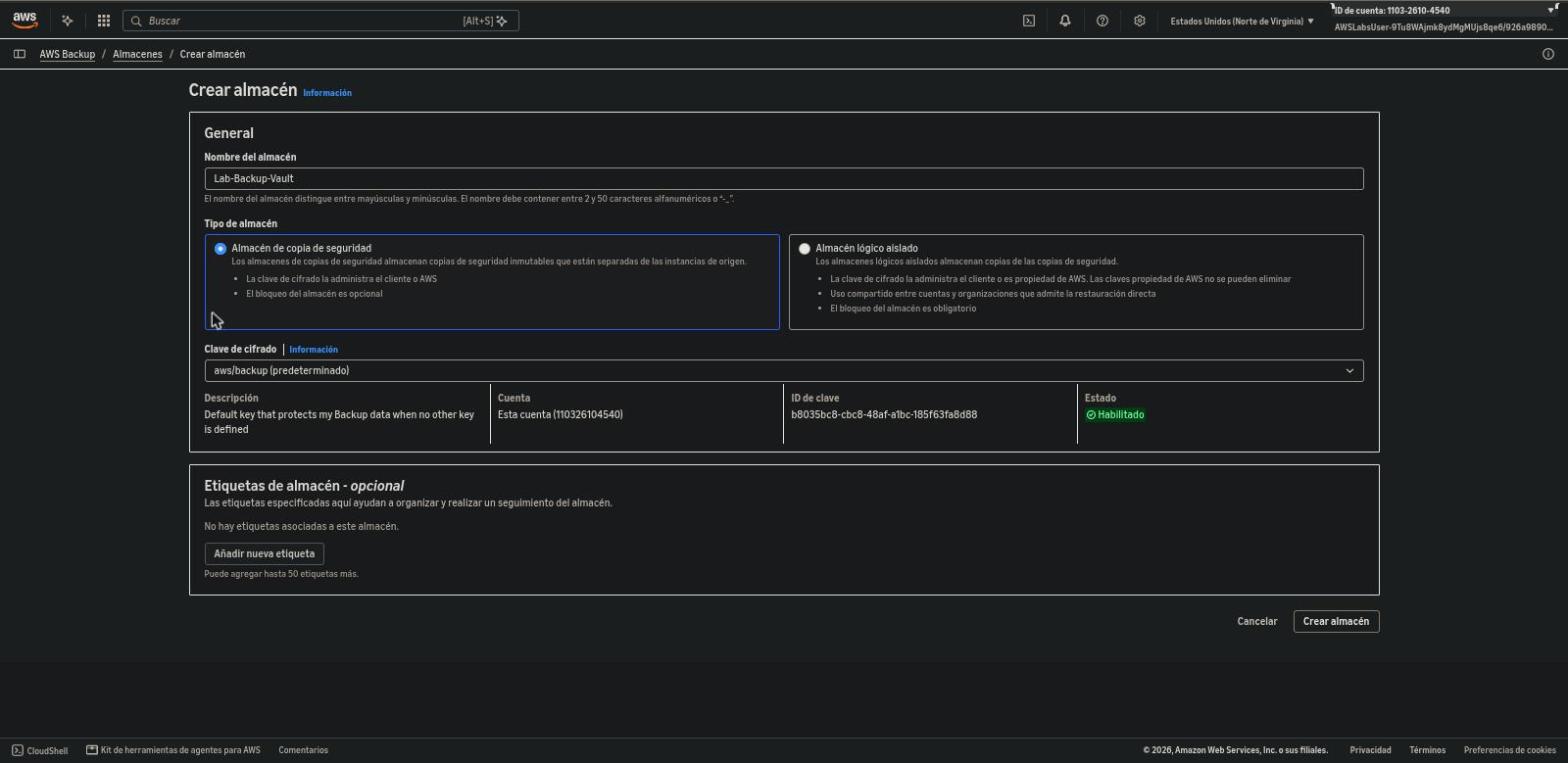 aws
Buscar [Alt+S]
Estados Unidos (Norte de Virginia) ▼
ID de cuenta: 1103-2610-4540
AWSLabsUser-9Tu8WAjmk8ydMgMUjs8qe6/926a9890...
AWS Backup / Almacenes / Crear almacén
Crear almacén Información
General
Nombre del almacén
Lab-Backup-Vault
El nombre del almacén distingue entre mayúsculas y minúsculas. El nombre debe contener entre 2 y 50 caracteres alfanuméricos o "-_".
Tipo de almacén
Almacén de copia de seguridad
Los almacenes de copias de seguridad almacenan copias de seguridad inmutables que están separadas de las instancias de origen.
• La clave de cifrado la administra el cliente o AWS
• El bloqueo del almacén es opcional
Almacén lógico aislado
Los almacenes lógicos aislados almacenan copias de las copias de seguridad.
• La clave de cifrado la administra el cliente o es propiedad de AWS. Las claves propiedad de AWS no se pueden eliminar
• Uso compartido entre cuentas y organizaciones que admite la restauración directa
• El bloqueo del almacén es obligatorio
Clave de cifrado | Información
aws/backup (predeterminado)
Descripción
Default key that protects my Backup data when no other key
is defined
Cuenta
Esta cuenta (110326104540)
ID de clave
b8035bc8-cbc8-48af-a1bc-185f63fa8d88
Estado
Habilitado
Etiquetas de almacén - opcional
Las etiquetas especificadas aquí ayudan a organizar y realizar un seguimiento del almacén.
No hay etiquetas asociadas a este almacén.
Añadir nueva etiqueta
Puede agregar hasta 50 etiquetas más.
Cancelar
Crear almacén
CloudShell
Kit de herramientas de agentes para AWS
Comentarios
© 2026, Amazon Web Services, Inc. o sus filiales.
Privacidad
Términos
Preferencias de cookies